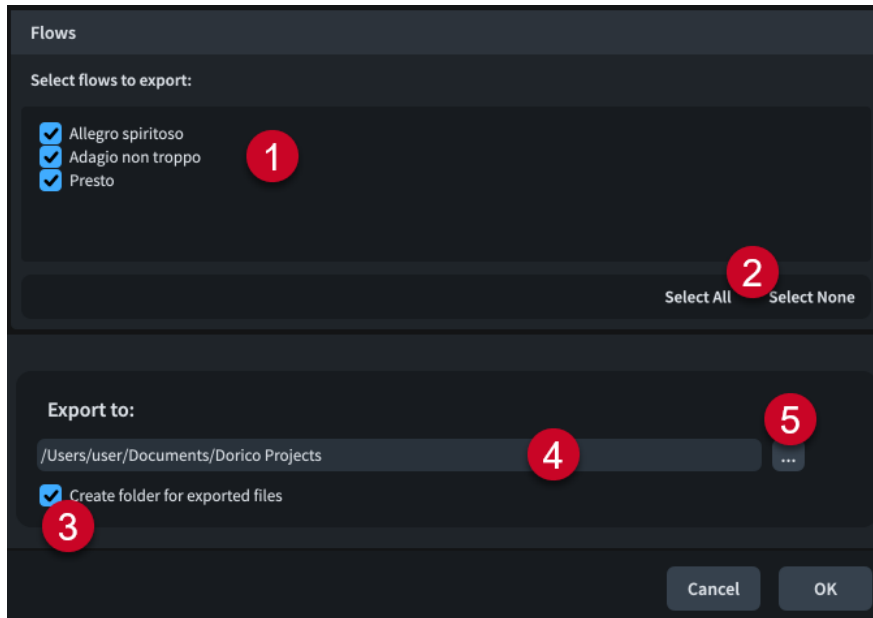 Flows
Select flows to export:
Allegro spiritoso
Adagio non troppo
1
Presto
2
Select All
Select None
Export to:
5
/Users/user/Documents/Dorico Projects
4
...
Create folder for exported files
3
Cancel
OK